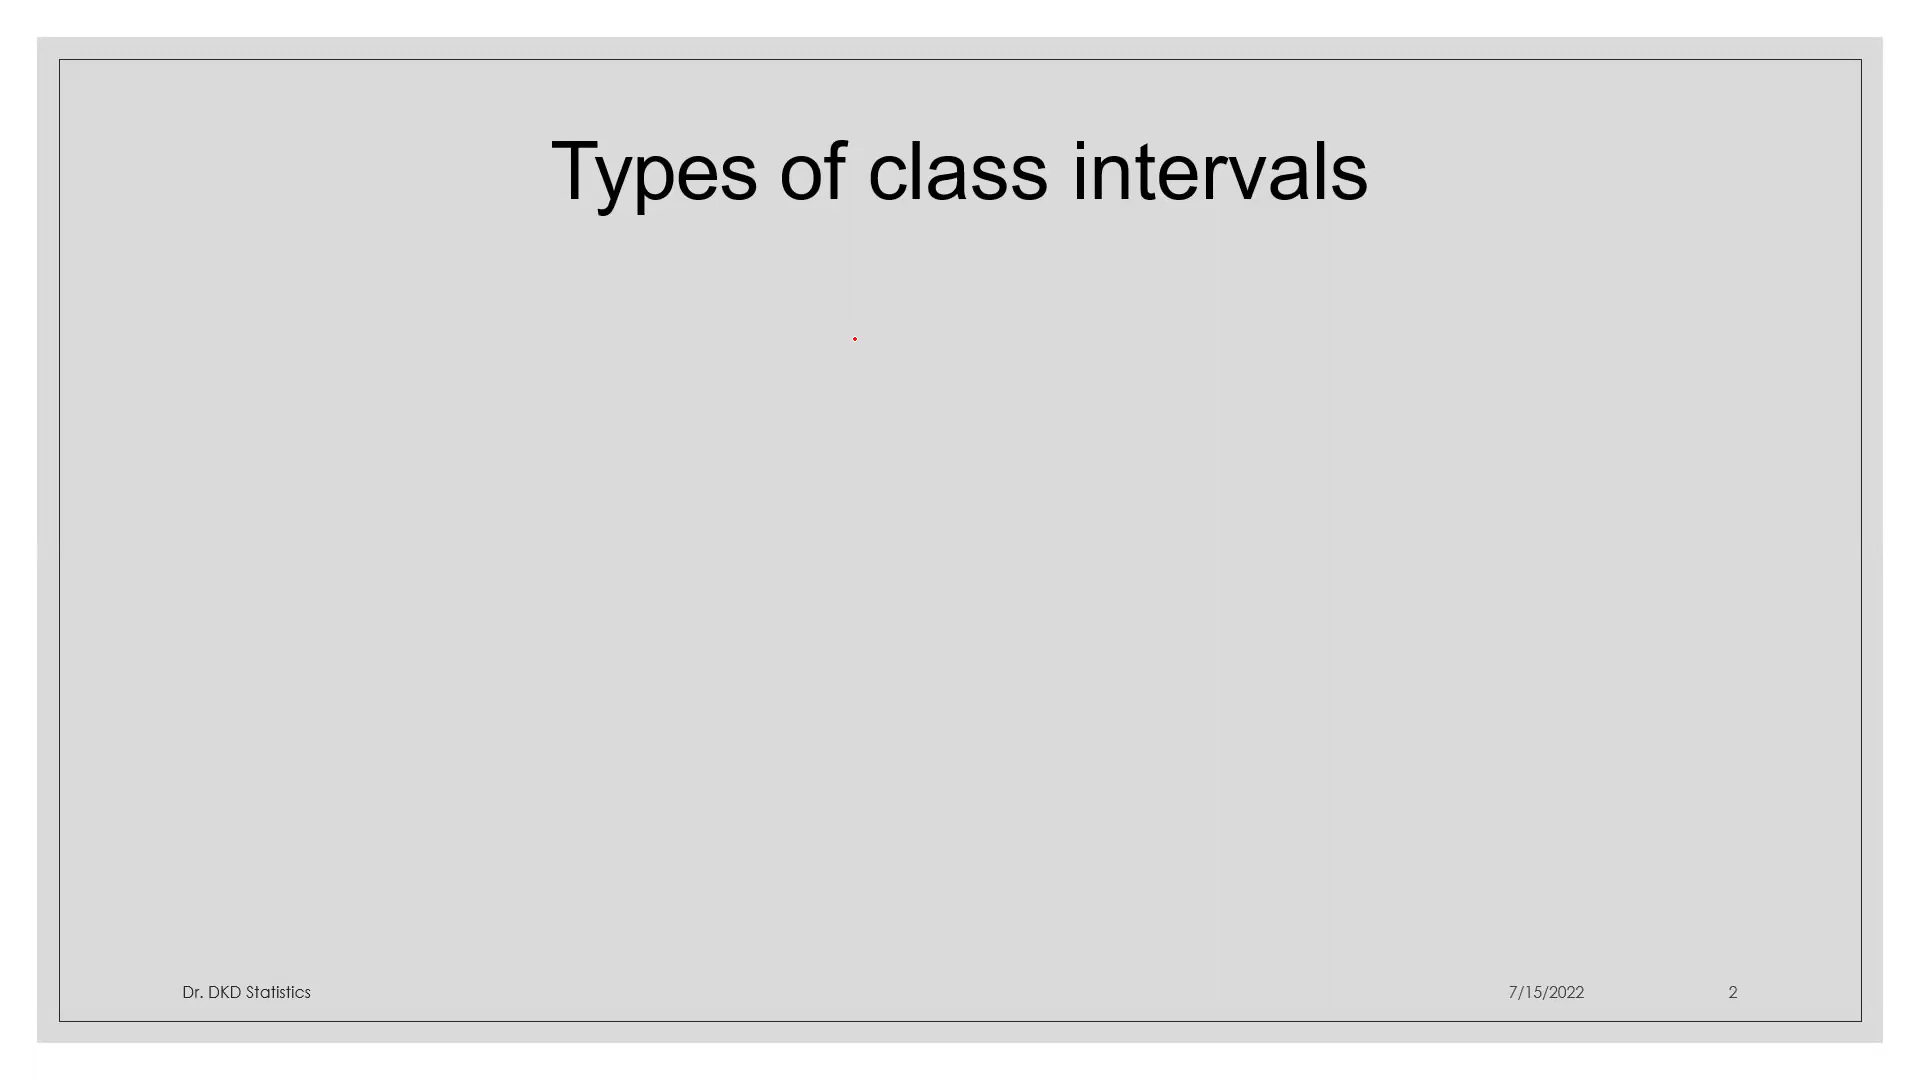 Types of class intervals
Dr. DKD Statistics
7/15/2022
2